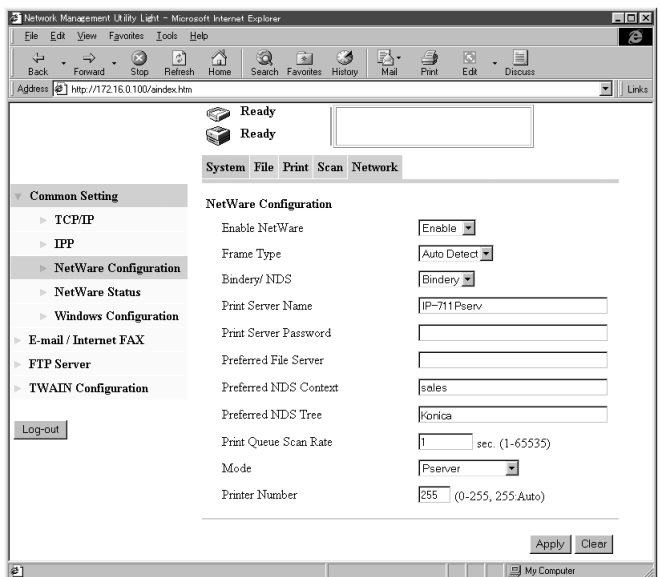 Network Management Utility Light - Microsoft Internet Explorer
File Edit View Favorites Tools Help
Back Forward Stop Refresh Home Search Favorites History Mail Print Edit Discuss
Address http://172.16.0.100/aindex.htm Links
Ready
Ready
System File Print Scan Network
Common Setting
TCP/IP
IPP
NetWare Configuration
NetWare Status
Windows Configuration
E-mail / Internet FAX
FTP Server
TWAIN Configuration
Log-out
NetWare Configuration
Enable NetWare Enable
Frame Type Auto Detect
Bindery/ NDS Bindery
Print Server Name IP-711Pserv
Print Server Password
Preferred File Server
Preferred NDS Context sales
Preferred NDS Tree Konica
Print Queue Scan Rate 1 sec. (1-65535)
Mode Pserver
Printer Number 255 (0-255, 255:Auto)
Apply Clear
My Computer